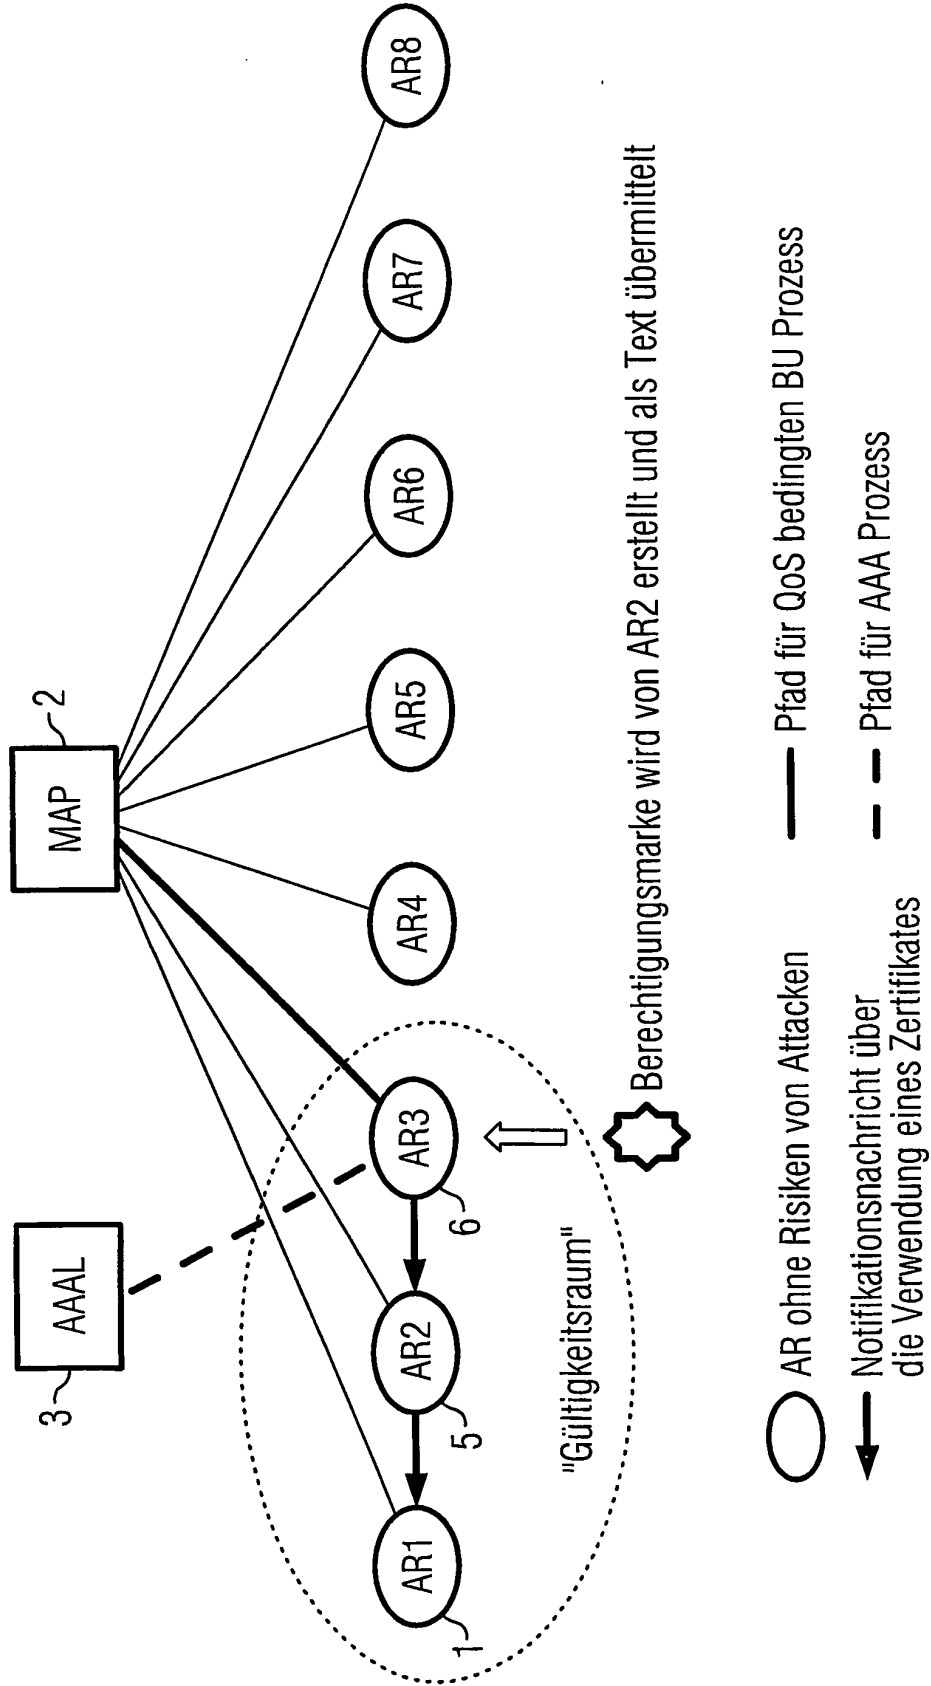 AAAL
3
MAP
2
AR1
1
AR2
5
AR3
6
AR4
AR5
AR6
AR7
AR8
"Gültigkeitsraum"
Berechtigungsmarke wird von AR2 erstellt und als Text übermittelt
AR ohne Risiken von Attacken
Pfad für QoS bedingten BU Prozess
Notifikationsnachricht über
die Verwendung eines Zertifikates
Pfad für AAA Prozess